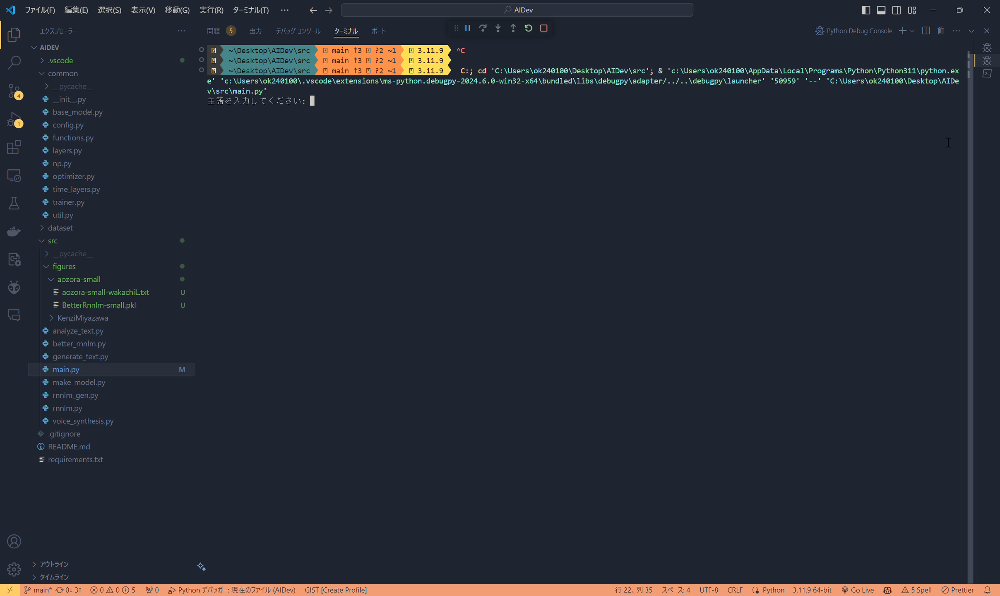 ファイル(F) 編集(E) 選択(S) 表示(V) 移動(G) 実行(R) ターミナル(T) ··· AIDev
エクスプローラー ···
AIDEV
.vscode
common
__pycache__
__init__.py
base_model.py
config.py
functions.py
layers.py
np.py
optimizer.py
time_layers.py
trainer.py
util.py
dataset
src
__pycache__
figures
aozora-small
aozora-small-wakachiL.txt U
BetterRnnlm-small.pkl U
KenziMiyazawa
analyze_text.py
better_rnnlm.py
generate_text.py
main.py M
make_model.py
rnnlm_gen.py
rnnlm.py
voice_synthesis.py
.gitignore
README.md
requirements.txt
アウトライン
タイムライン
4
1
問題 5 出力 デバッグ コンソール ターミナル ポート
Python Debug Console
~\Desktop\AIDev\src main ↑3 ?2 ~1 3.11.9 ^C
~\Desktop\AIDev\src main ↑3 ?2 ~1 3.11.9
~\Desktop\AIDev\src main ↑3 ?2 ~1 3.11.9 C:; cd 'C:\Users\ok240100\Desktop\AIDev\src'; & 'c:\Users\ok240100\AppData\Local\Programs\Python\Python311\python.ex
e' 'c:\Users\ok240100\.vscode\extensions\ms-python.debugpy-2024.6.0-win32-x64\bundled\libs\debugpy\adapter/../..\debugpy\launcher' '50959' '--' 'C:\Users\ok240100\Desktop\AIDe
v\src\main.py'
主語を入力してください:
main* 0↓ 3↑ 0 0 5 0 Python デバッガー: 現在のファイル (AIDev) GIST [Create Profile] 行 22、列 35 スペース: 4 UTF-8 CRLF Python 3.11.9 64-bit Go Live 5 Spell Prettier